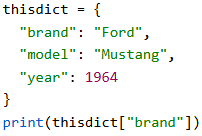 thisdict = {
  "brand": "Ford",
  "model": "Mustang",
  "year": 1964
}
print(thisdict["brand"])